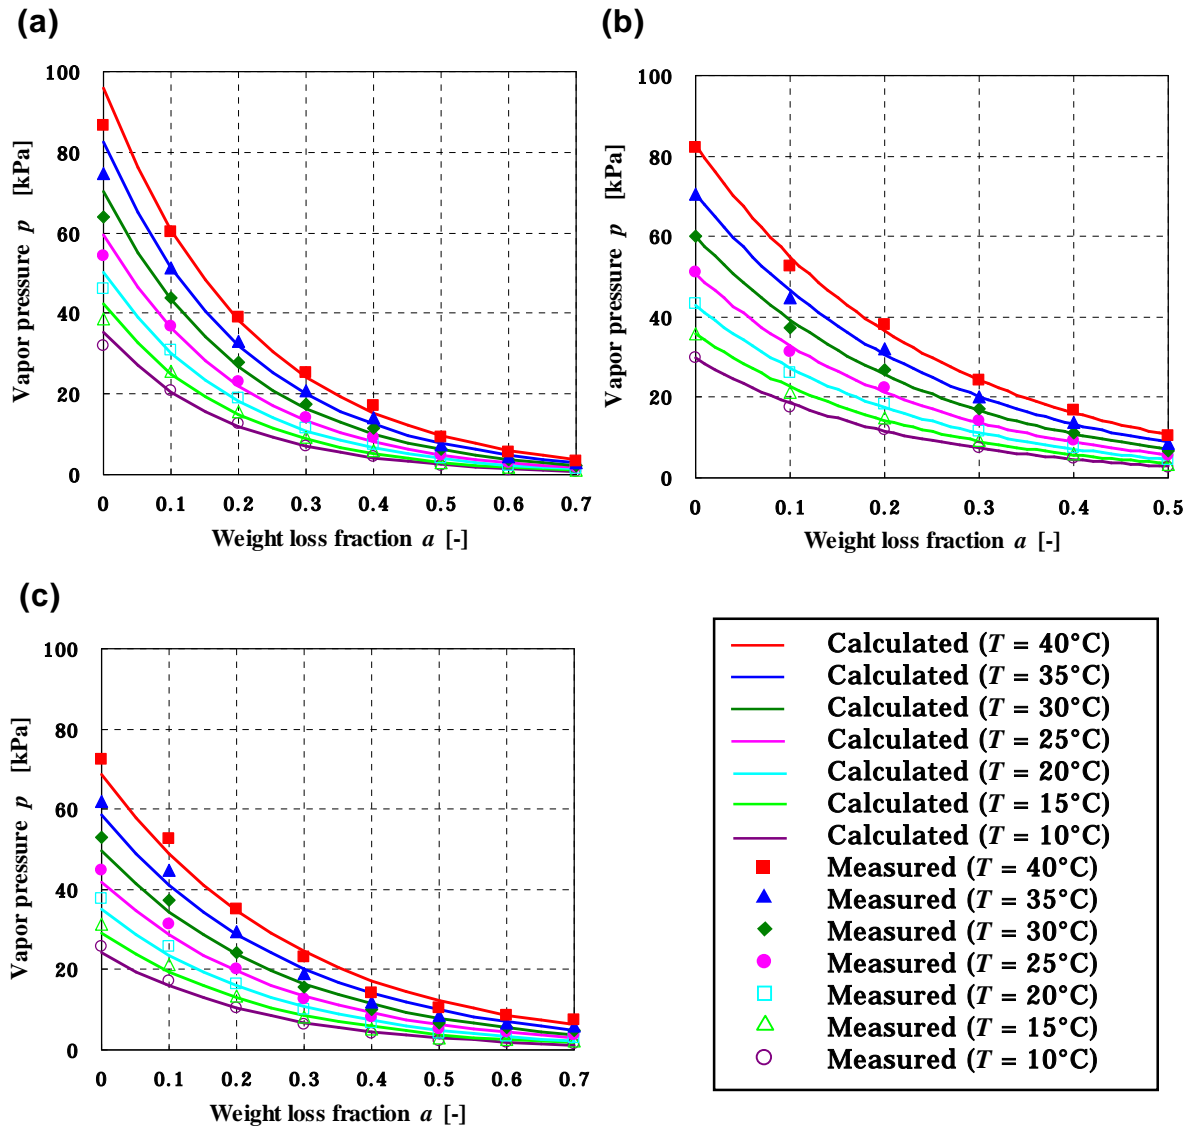 (a)
100
80
60
40
20
0
0 0.1 0.2 0.3 0.4 0.5 0.6 0.7
Vapor pressure p [kPa]
Weight loss fraction a [-]
(b)
100
80
60
40
20
0
0 0.1 0.2 0.3 0.4 0.5
Vapor pressure p [kPa]
Weight loss fraction a [-]
(c)
100
80
60
40
20
0
0 0.1 0.2 0.3 0.4 0.5 0.6 0.7
Vapor pressure p [kPa]
Weight loss fraction a [-]
Calculated (T = 40°C)
Calculated (T = 35°C)
Calculated (T = 30°C)
Calculated (T = 25°C)
Calculated (T = 20°C)
Calculated (T = 15°C)
Calculated (T = 10°C)
Measured (T = 40°C)
Measured (T = 35°C)
Measured (T = 30°C)
Measured (T = 25°C)
Measured (T = 20°C)
Measured (T = 15°C)
Measured (T = 10°C)